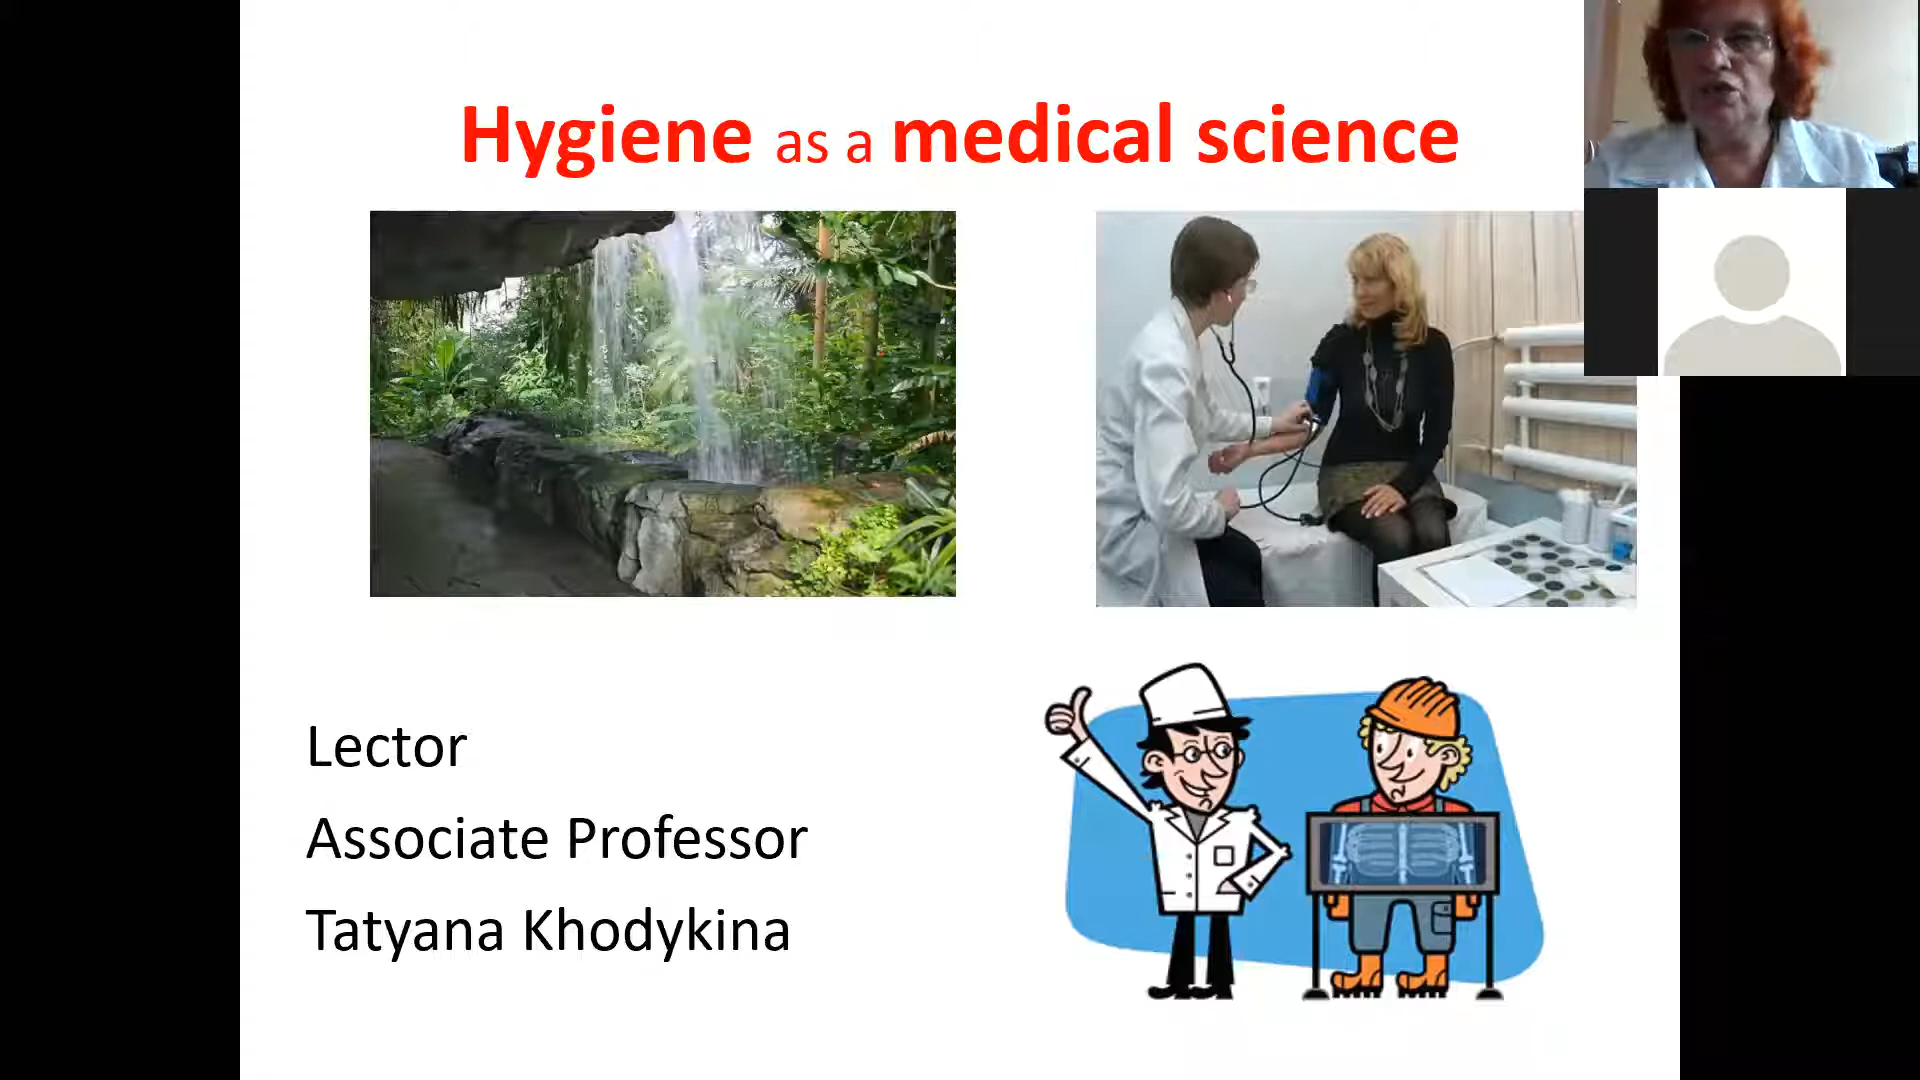 Hygiene as a medical science
Lector
Associate Professor
Tatyana Khodykina